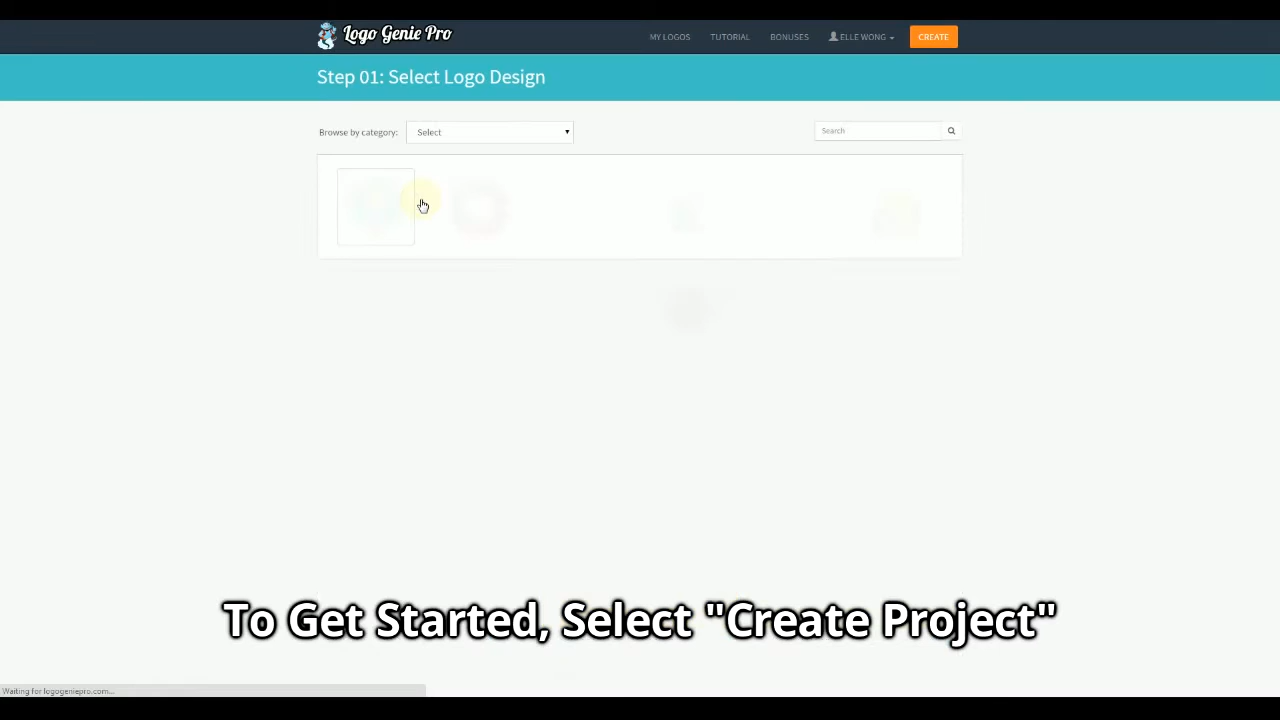 Logo Genie Pro
MY LOGOS TUTORIAL BONUSES ELLE WONG CREATE
Step 01: Select Logo Design
Browse by category: Select Search
To Get Started, Select "Create Project"
Waiting for logogeniepro.com...